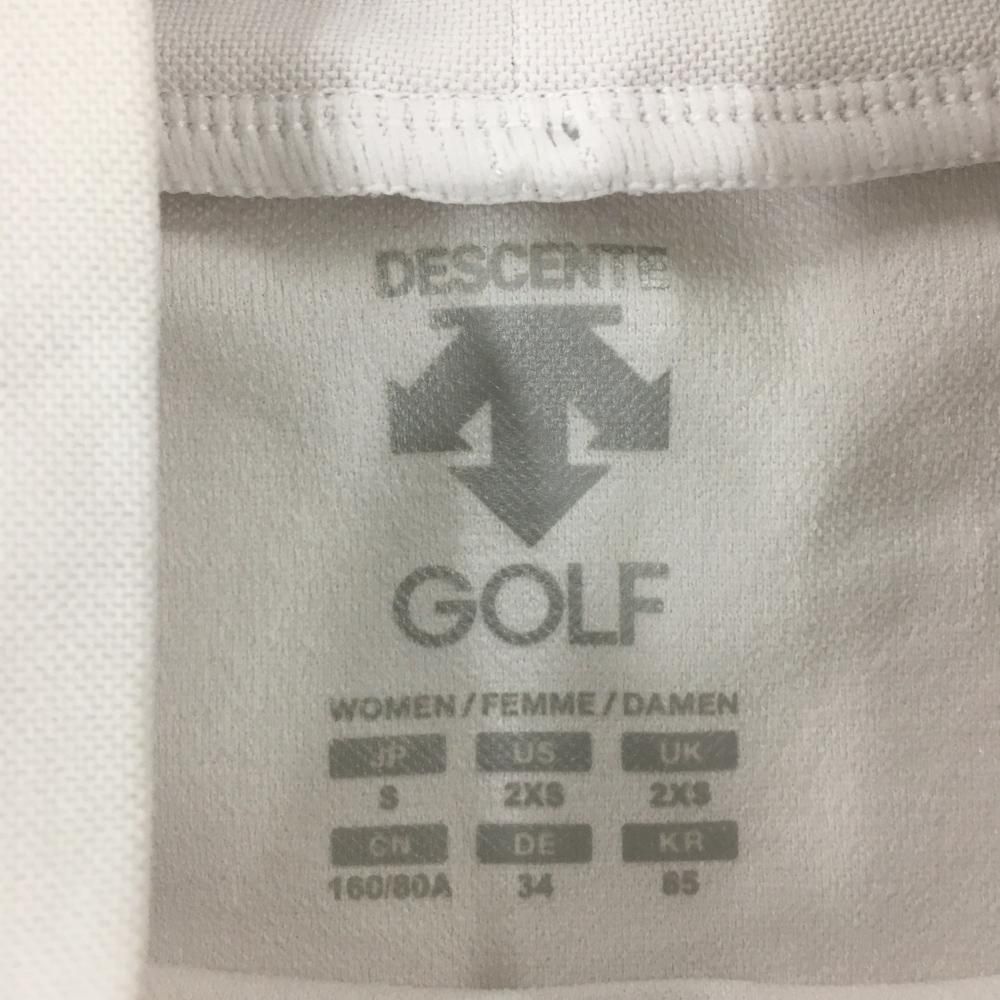 DESCENTE
GOLF
WOMEN / FEMME / DAMEN
JP US UK
S 2XS 2XS
CN DE KR
160/80A 34 85